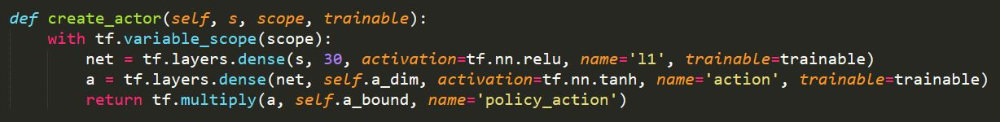 def create_actor(self, s, scope, trainable):
    with tf.variable_scope(scope):
        net = tf.layers.dense(s, 30, activation=tf.nn.relu, name='l1', trainable=trainable)
        a = tf.layers.dense(net, self.a_dim, activation=tf.nn.tanh, name='action', trainable=trainable)
        return tf.multiply(a, self.a_bound, name='policy_action')